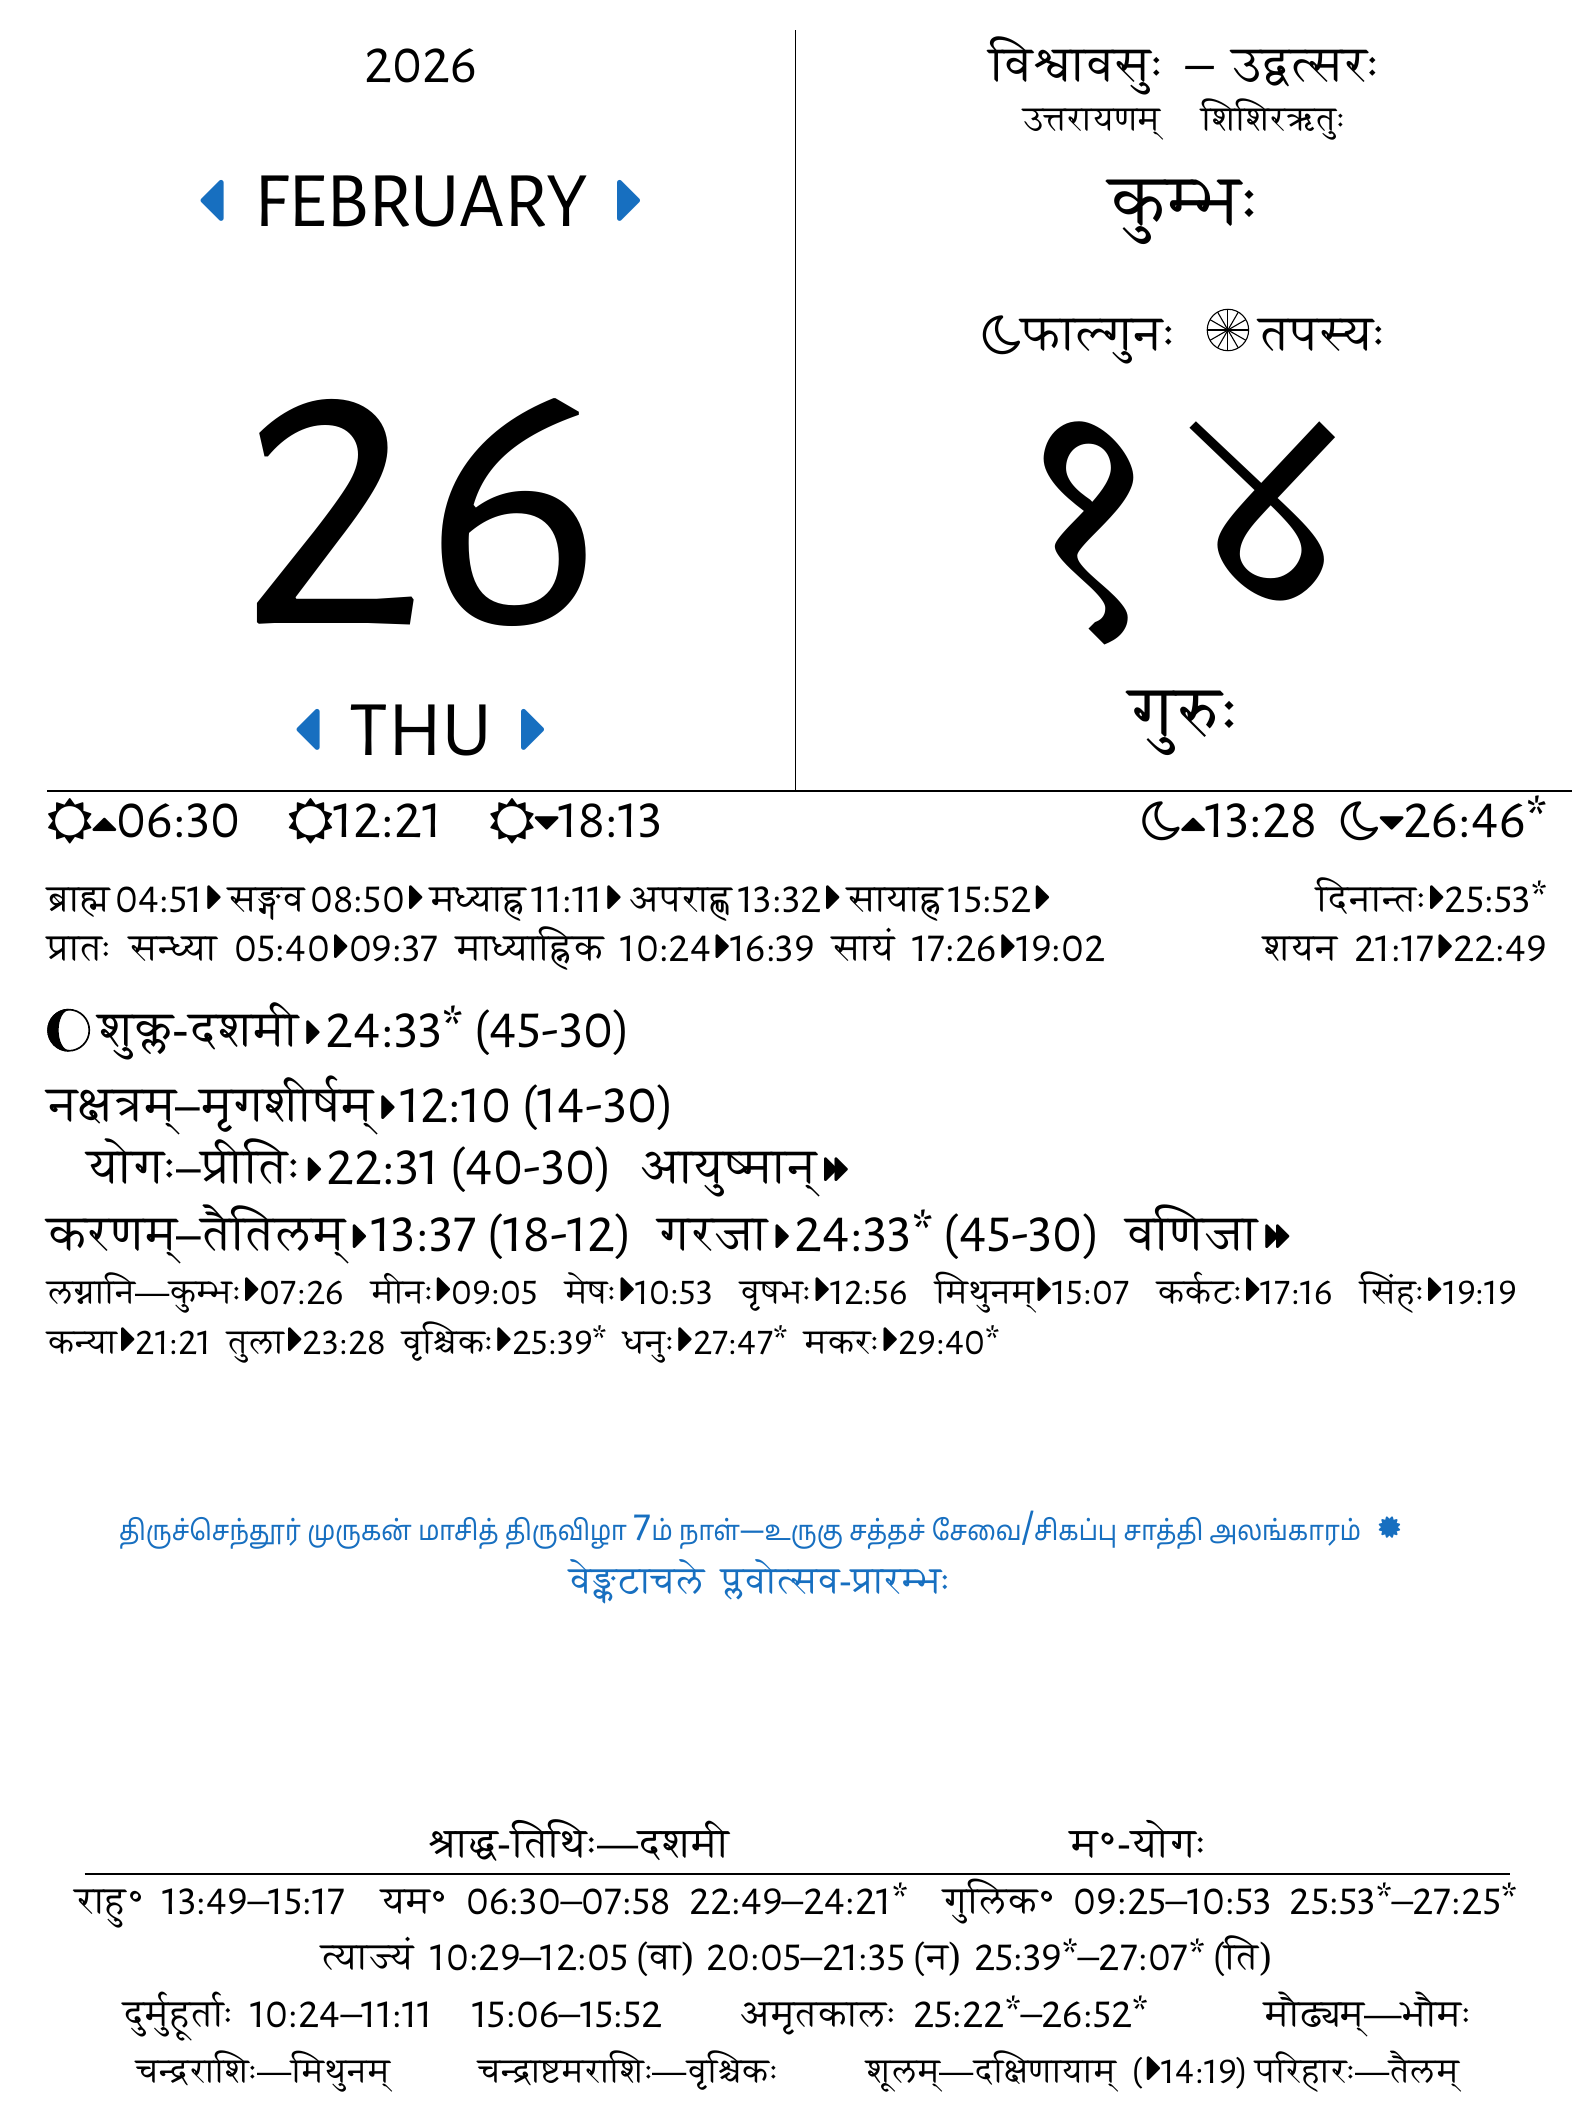 2026
FEBRUARY
26
THU
विश्वावसुः – उद्वत्सरः
उत्तरायणम् शिशिरऋतुः
कुम्भः
फाल्गुनः तपस्यः
१४
गुरुः
06:30 12:21 18:13 13:28 26:46*
ब्राह्म 04:51 सङ्गव 08:50 मध्याह्न 11:11 अपराह्ण 13:32 सायाह्न 15:52 दिनान्तः 25:53*
प्रातः सन्ध्या 05:40 09:37 माध्याह्निक 10:24 16:39 सायं 17:26 19:02 शयन 21:17 22:49
शुक्ल-दशमी 24:33* (45-30)
नक्षत्रम्–मृगशीर्षम् 12:10 (14-30)
योगः–प्रीतिः 22:31 (40-30) आयुष्मान्
करणम्–तैतिलम् 13:37 (18-12) गरजा 24:33* (45-30) वणिजा
लग्नानि—कुम्भः 07:26 मीनः 09:05 मेषः 10:53 वृषभः 12:56 मिथुनम् 15:07 कर्कटः 17:16 सिंहः 19:19
कन्या 21:21 तुला 23:28 वृश्चिकः 25:39* धनुः 27:47* मकरः 29:40*
திருச்செந்தூர் முருகன் மாசித் திருவிழா 7ம் நாள்—உருகு சத்தச் சேவை/சிகப்பு சாத்தி அலங்காரம்
वेङ्कटाचले प्लवोत्सव-प्रारम्भः
श्राद्ध-तिथिः—दशमी म॰-योगः
राहु॰ 13:49–15:17 यम॰ 06:30–07:58 22:49–24:21* गुलिक॰ 09:25–10:53 25:53*–27:25*
त्याज्यं 10:29–12:05 (वा) 20:05–21:35 (न) 25:39*–27:07* (ति)
दुर्मुहूर्ताः 10:24–11:11 15:06–15:52 अमृतकालः 25:22*–26:52* मौढ्यम्—भौमः
चन्द्रराशिः—मिथुनम् चन्द्राष्टमराशिः—वृश्चिकः शूलम्—दक्षिणायाम् (14:19) परिहारः—तैलम्